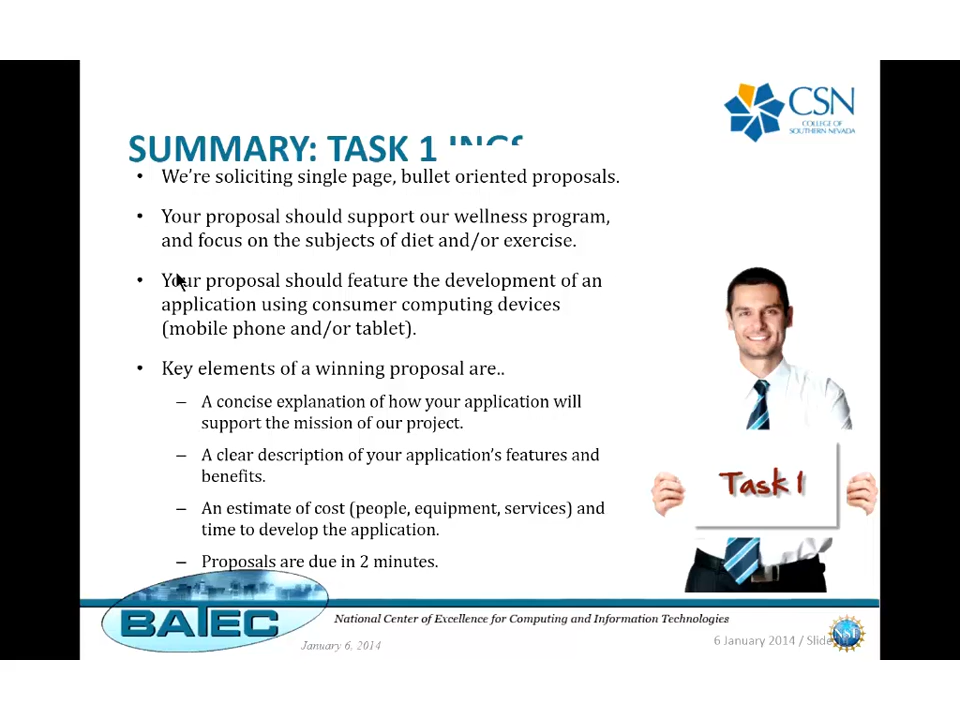 CSN
COLLEGE OF
SOUTHERN NEVADA
SUMMARY: TASK 1
• We’re soliciting single page, bullet oriented proposals.
• Your proposal should support our wellness program,
and focus on the subjects of diet and/or exercise.
• Your proposal should feature the development of an
application using consumer computing devices
(mobile phone and/or tablet).
• Key elements of a winning proposal are..
– A concise explanation of how your application will
support the mission of our project.
– A clear description of your application’s features and
benefits.
– An estimate of cost (people, equipment, services) and
time to develop the application.
– Proposals are due in 2 minutes.
Task 1
BATEC
National Center of Excellence for Computing and Information Technologies
January 6, 2014
6 January 2014 / Slide
NSF